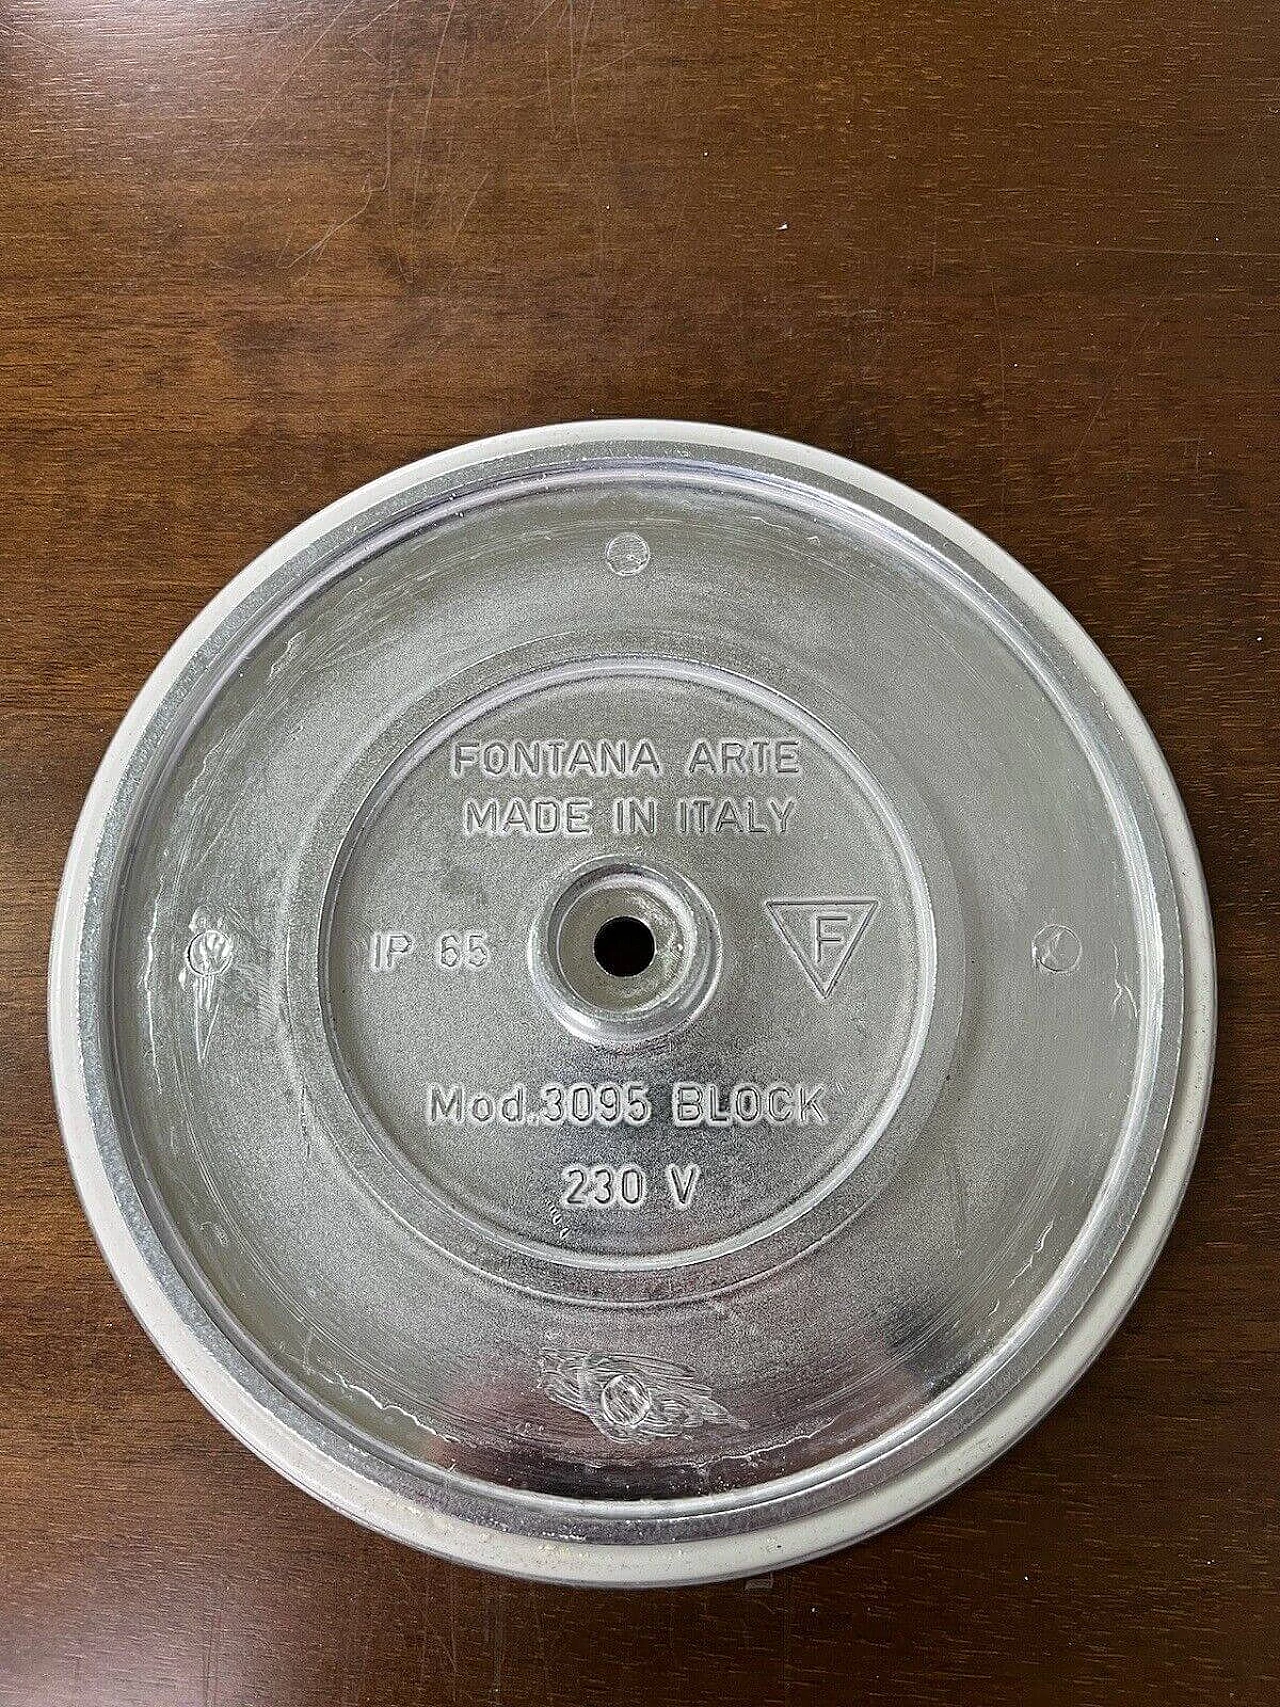 FONTANA ARTE
MADE IN ITALY
IP 65
F
Mod.3095 BLOCK
230 V